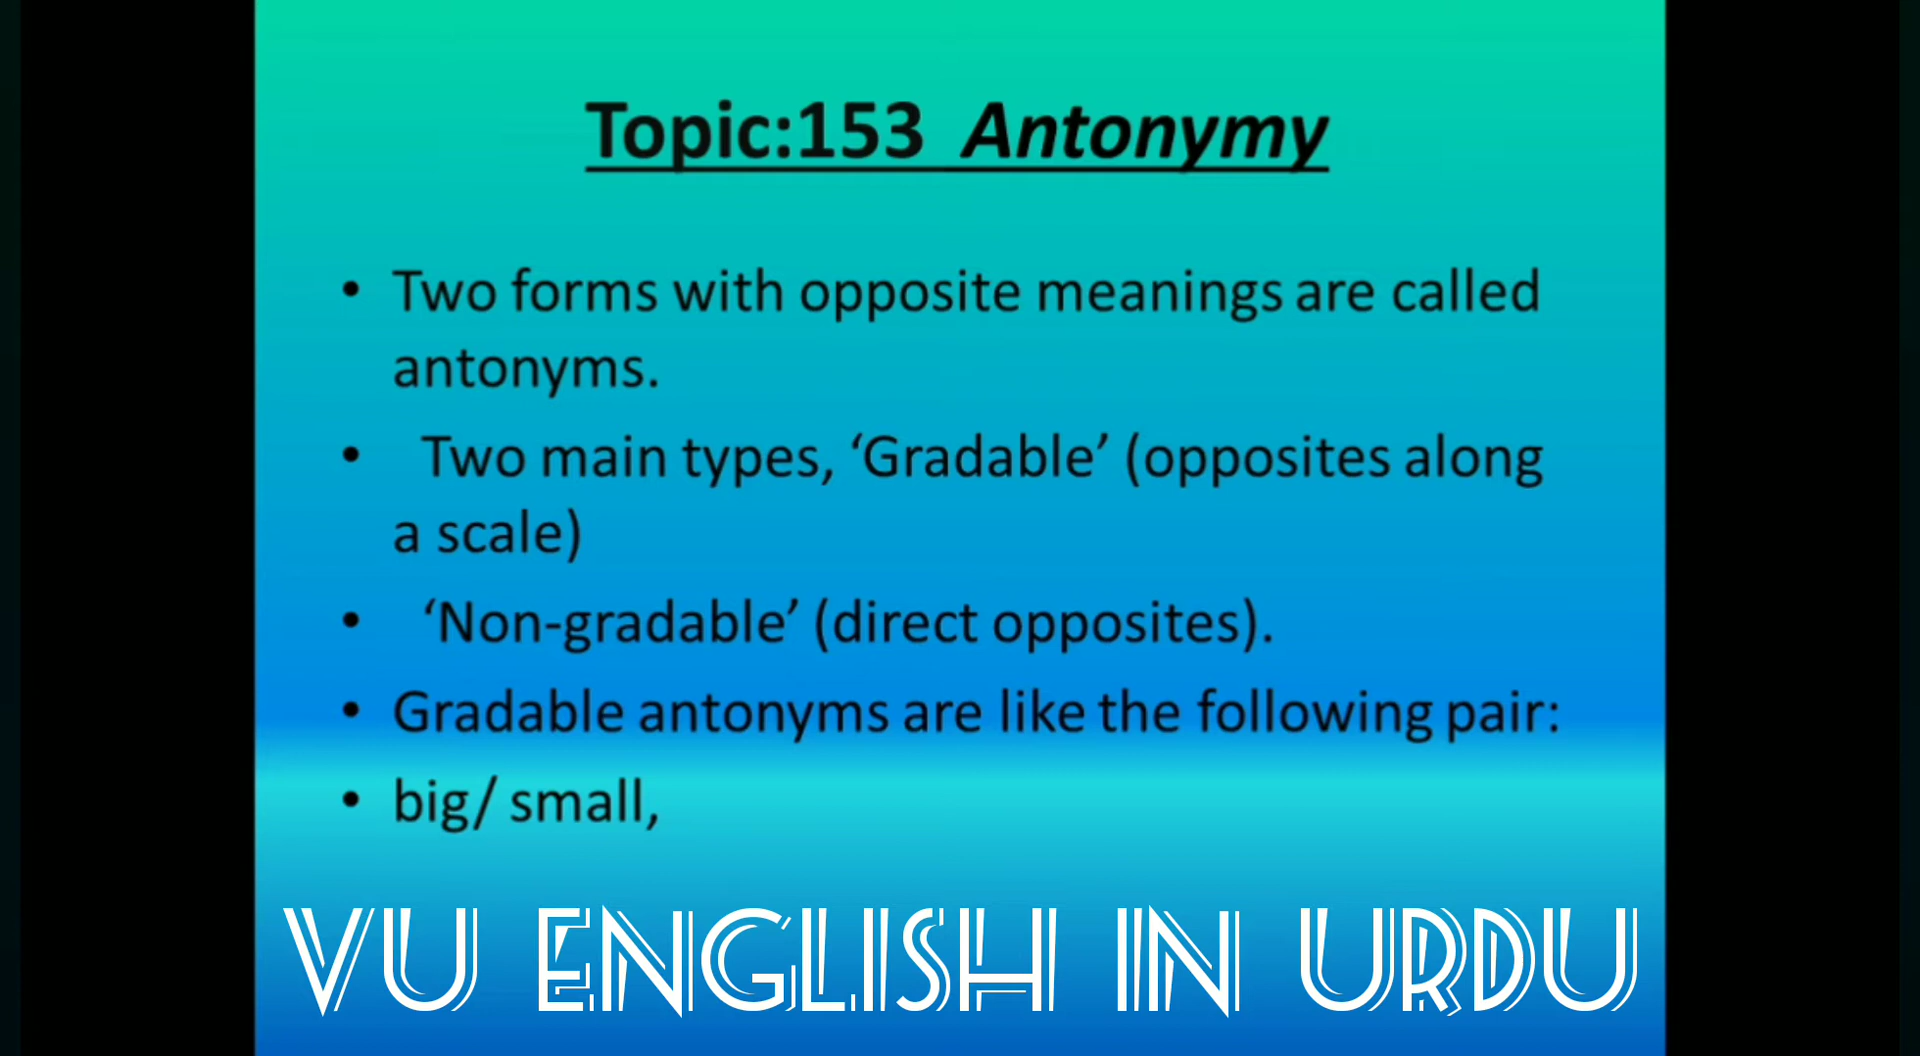 Topic:153 Antonymy
• Two forms with opposite meanings are called
antonyms.
• Two main types, ‘Gradable’ (opposites along
a scale)
• ‘Non-gradable’ (direct opposites).
• Gradable antonyms are like the following pair:
• big/ small,
VU ENGLISH IN URDU